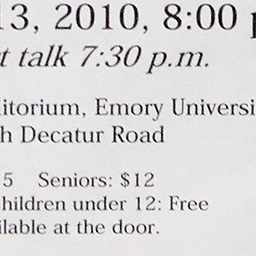 13, 2010, 8:00 p
t talk 7:30 p.m.
litorium, Emory Universi
h Decatur Road
5 Seniors: $12
hildren under 12: Free
ilable at the door.